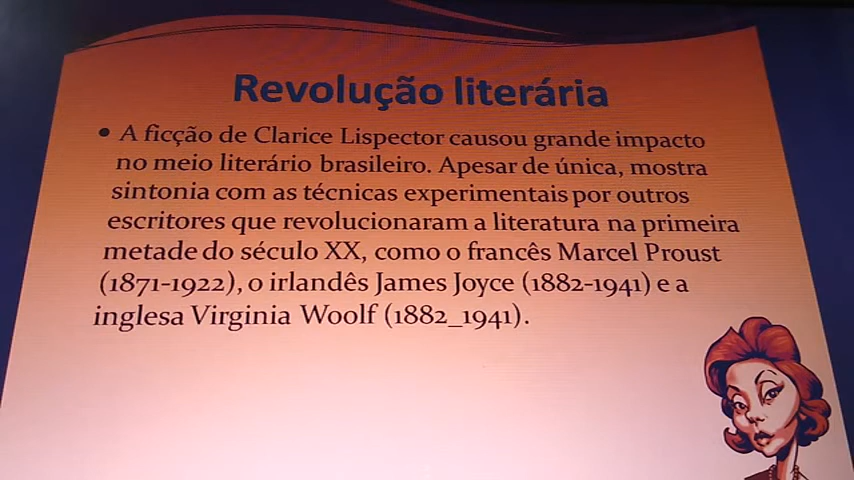 Revolução literária
• A ficção de Clarice Lispector causou grande impacto
no meio literário brasileiro. Apesar de única, mostra
sintonia com as técnicas experimentais por outros
escritores que revolucionaram a literatura na primeira
metade do século XX, como o francês Marcel Proust
(1871-1922), o irlandês James Joyce (1882-1941) e a
inglesa Virginia Woolf (1882_1941).